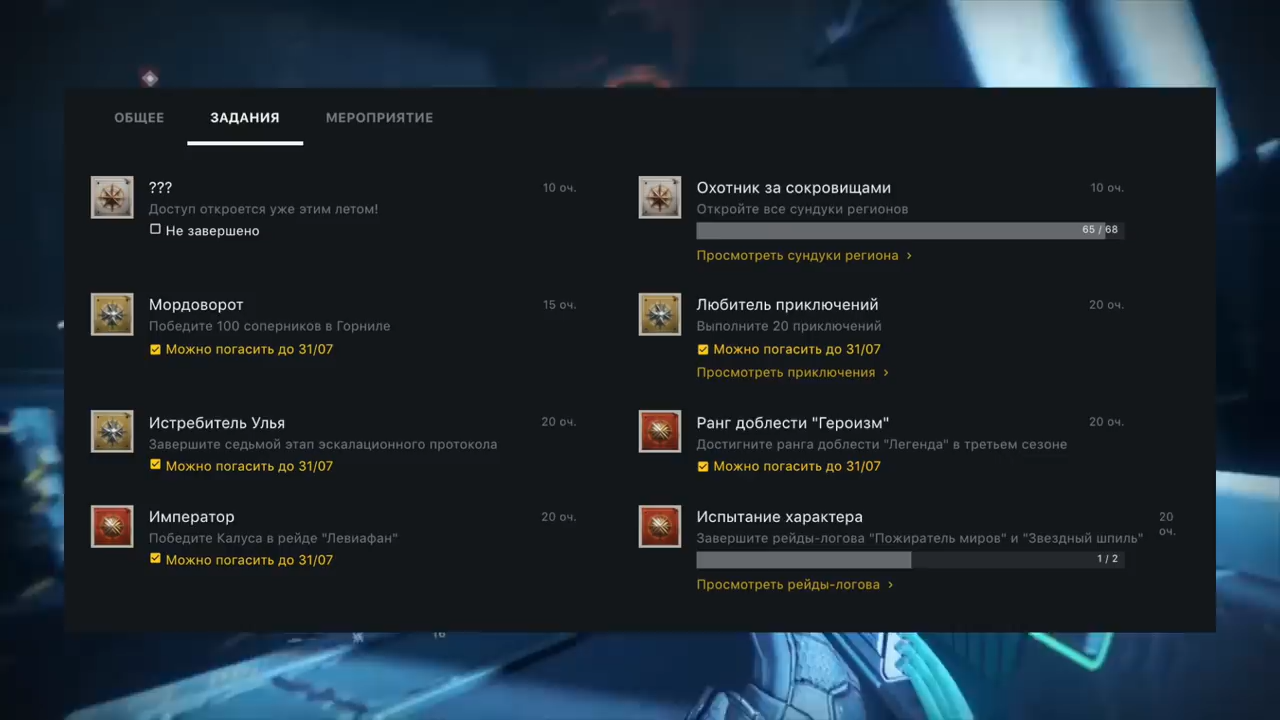 ОБЩЕЕ ЗАДАНИЯ МЕРОПРИЯТИЕ
??? 10 оч.
Доступ откроется уже этим летом!
Не завершено
Охотник за сокровищами 10 оч.
Откройте все сундуки регионов
65 / 68
Просмотреть сундуки региона >
Мордоворот 15 оч.
Победите 100 соперников в Горниле
Можно погасить до 31/07
Любитель приключений 20 оч.
Выполните 20 приключений
Можно погасить до 31/07
Просмотреть приключения >
Истребитель Улья 20 оч.
Завершите седьмой этап эскалационного протокола
Можно погасить до 31/07
Ранг доблести "Героизм" 20 оч.
Достигните ранга доблести "Легенда" в третьем сезоне
Можно погасить до 31/07
Император 20 оч.
Победите Калуса в рейде "Левиафан"
Можно погасить до 31/07
Испытание характера 20 оч.
Завершите рейды-логова "Пожиратель миров" и "Звездный шпиль"
1 / 2
Просмотреть рейды-логова >